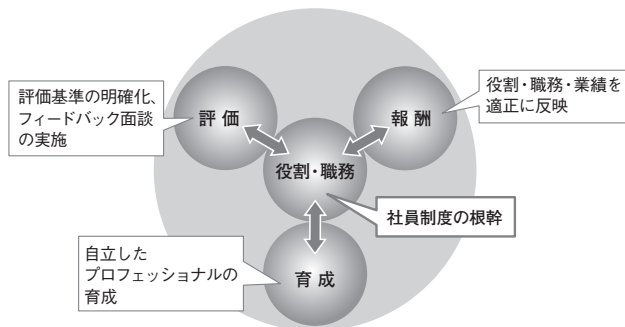 評価基準の明確化、
フィードバック面談
の実施
評価
報酬
役割・職務・業績を
適正に反映
役割・職務
社員制度の根幹
自立した
プロフェッショナルの
育成
育成